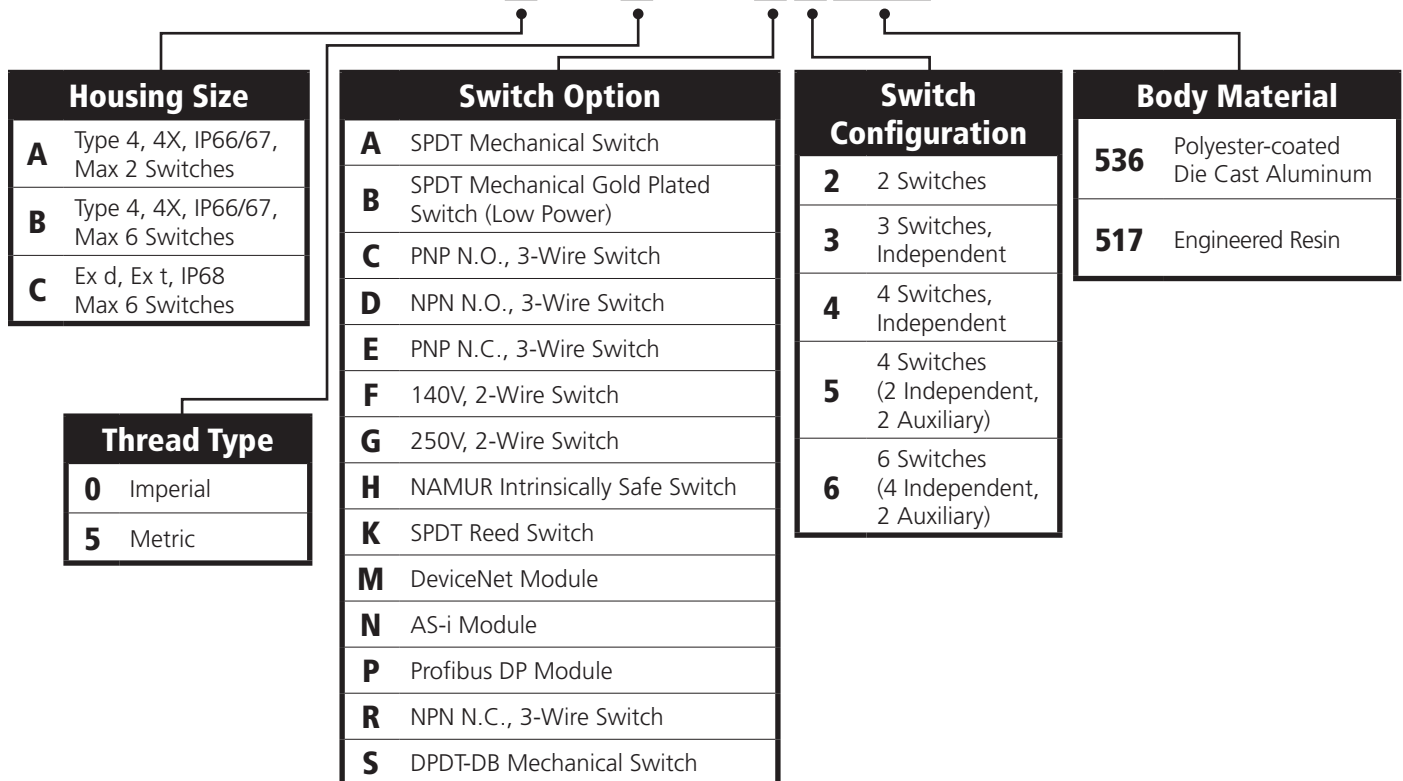 Housing Size
A Type 4, 4X, IP66/67,
Max 2 Switches
B Type 4, 4X, IP66/67,
Max 6 Switches
C Ex d, Ex t, IP68
Max 6 Switches
Thread Type
0 Imperial
5 Metric
Switch Option
A SPDT Mechanical Switch
B SPDT Mechanical Gold Plated
Switch (Low Power)
C PNP N.O., 3-Wire Switch
D NPN N.O., 3-Wire Switch
E PNP N.C., 3-Wire Switch
F 140V, 2-Wire Switch
G 250V, 2-Wire Switch
H NAMUR Intrinsically Safe Switch
K SPDT Reed Switch
M DeviceNet Module
N AS-i Module
P Profibus DP Module
R NPN N.C., 3-Wire Switch
S DPDT-DB Mechanical Switch
Switch
Configuration
2 2 Switches
3 3 Switches,
Independent
4 4 Switches,
Independent
5 4 Switches
(2 Independent,
2 Auxiliary)
6 6 Switches
(4 Independent,
2 Auxiliary)
Body Material
536 Polyester-coated
Die Cast Aluminum
517 Engineered Resin